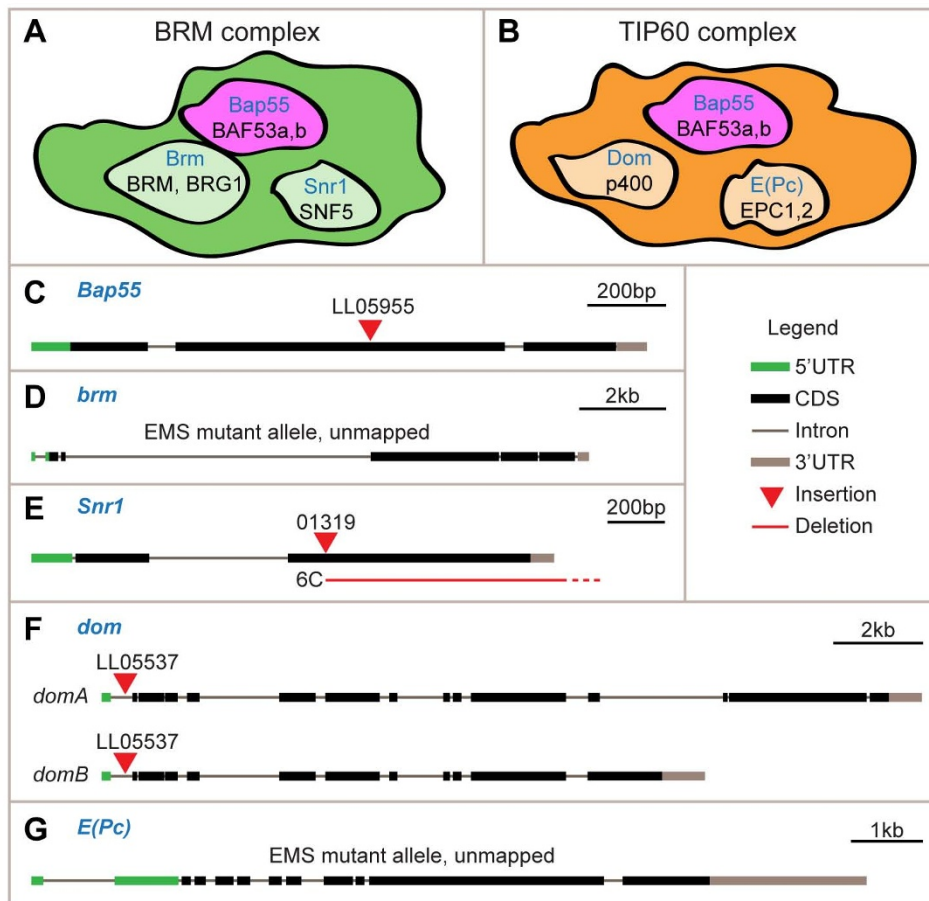 A BRM complex
Bap55
BAF53a,b
Brm
BRM, BRG1
Snr1
SNF5
B TIP60 complex
Bap55
BAF53a,b
Dom
p400
E(Pc)
EPC1,2
C Bap55
200bp
LL05955
D brm
2kb
EMS mutant allele, unmapped
E Snr1
200bp
01319
6C
Legend
5'UTR
CDS
Intron
3'UTR
Insertion
Deletion
F dom
2kb
LL05537
domA
LL05537
domB
G E(Pc)
1kb
EMS mutant allele, unmapped